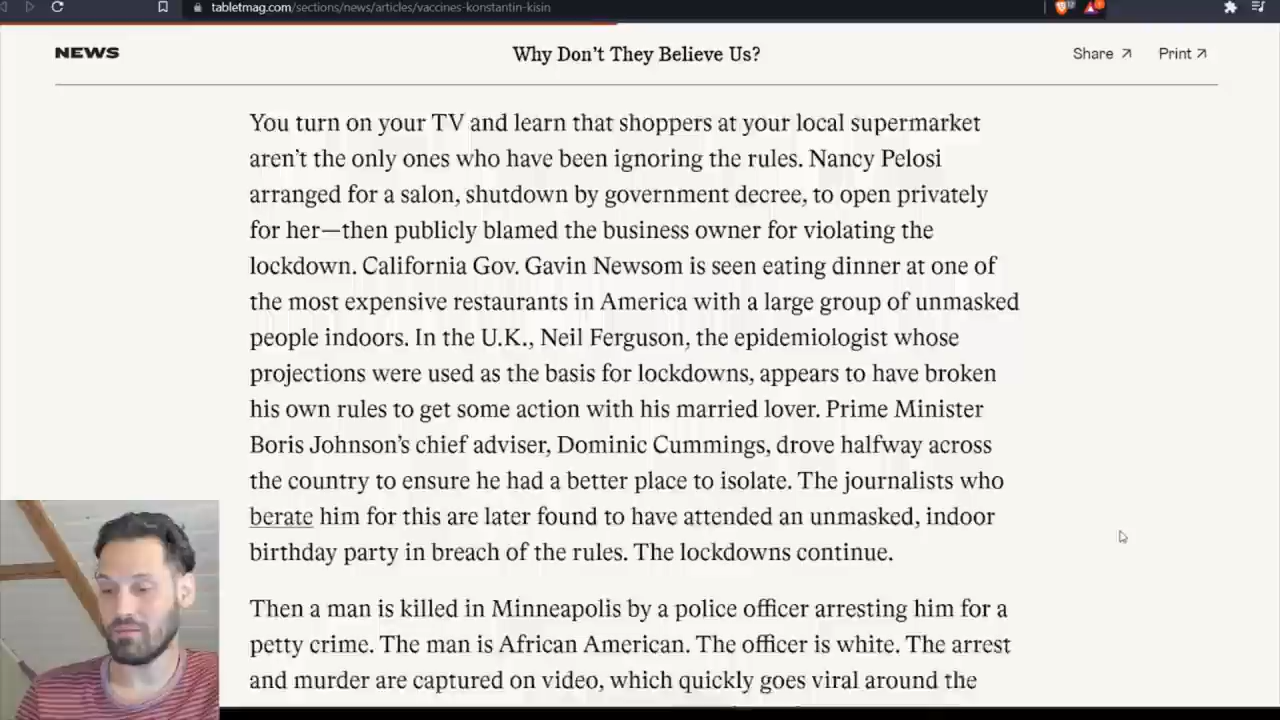 tabletmag.com/sections/news/articles/vaccines-konstantin-kisin
NEWS
Why Don't They Believe Us?
Share ↗
Print ↗
You turn on your TV and learn that shoppers at your local supermarket
aren't the only ones who have been ignoring the rules. Nancy Pelosi
arranged for a salon, shutdown by government decree, to open privately
for her—then publicly blamed the business owner for violating the
lockdown. California Gov. Gavin Newsom is seen eating dinner at one of
the most expensive restaurants in America with a large group of unmasked
people indoors. In the U.K., Neil Ferguson, the epidemiologist whose
projections were used as the basis for lockdowns, appears to have broken
his own rules to get some action with his married lover. Prime Minister
Boris Johnson's chief adviser, Dominic Cummings, drove halfway across
the country to ensure he had a better place to isolate. The journalists who
berate him for this are later found to have attended an unmasked, indoor
birthday party in breach of the rules. The lockdowns continue.
Then a man is killed in Minneapolis by a police officer arresting him for a
petty crime. The man is African American. The officer is white. The arrest
and murder are captured on video, which quickly goes viral around the